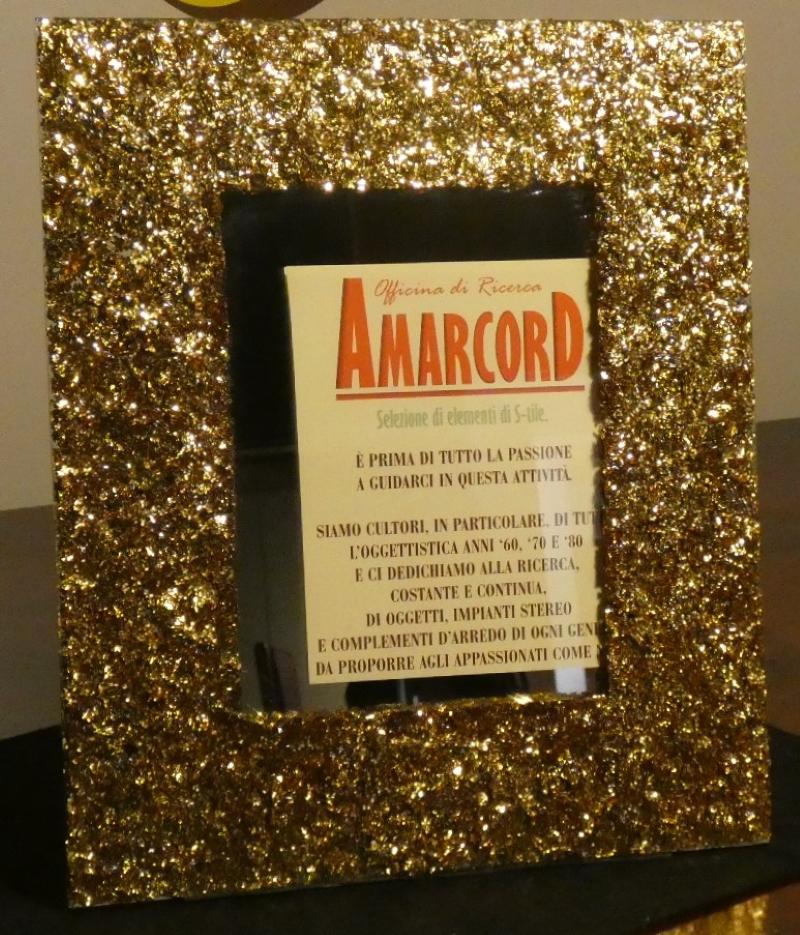 Officina di Ricerca
AMARCORD
Selezione di elementi di S-tile.
È PRIMA DI TUTTO LA PASSIONE
A GUIDARCI IN QUESTA ATTIVITÀ.
SIAMO CULTORI, IN PARTICOLARE, DI TUT
L'OGGETTISTICA ANNI '60, '70 E '80
E CI DEDICHIAMO ALLA RICERCA,
COSTANTE E CONTINUA,
DI OGGETTI, IMPIANTI STEREO
E COMPLEMENTI D'ARREDO DI OGNI GEN
DA PROPORRE AGLI APPASSIONATI COME